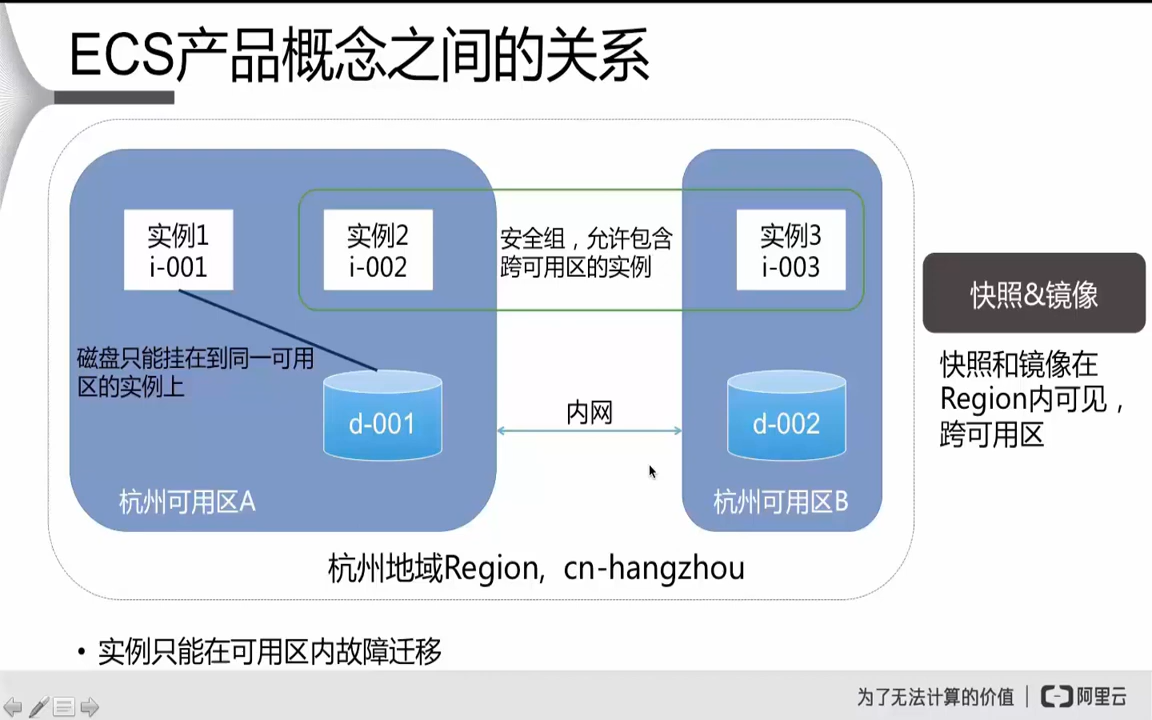 ECS产品概念之间的关系
实例1
i-001
实例2
i-002
安全组，允许包含
跨可用区的实例
实例3
i-003
快照&镜像
磁盘只能挂在到同一可用
区的实例上
快照和镜像在
Region内可见，
跨可用区
d-001
内网
d-002
杭州可用区A
杭州可用区B
杭州地域Region,  cn-hangzhou
• 实例只能在可用区内故障迁移
为了无法计算的价值 | 阿里云